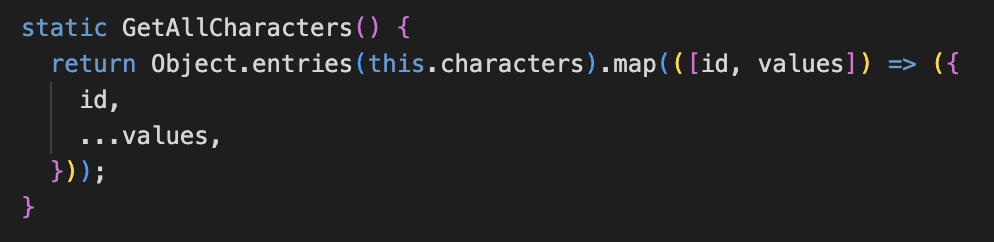 static GetAllCharacters() {
  return Object.entries(this.characters).map(([id, values]) => ({
    id,
    ...values,
  }));
}